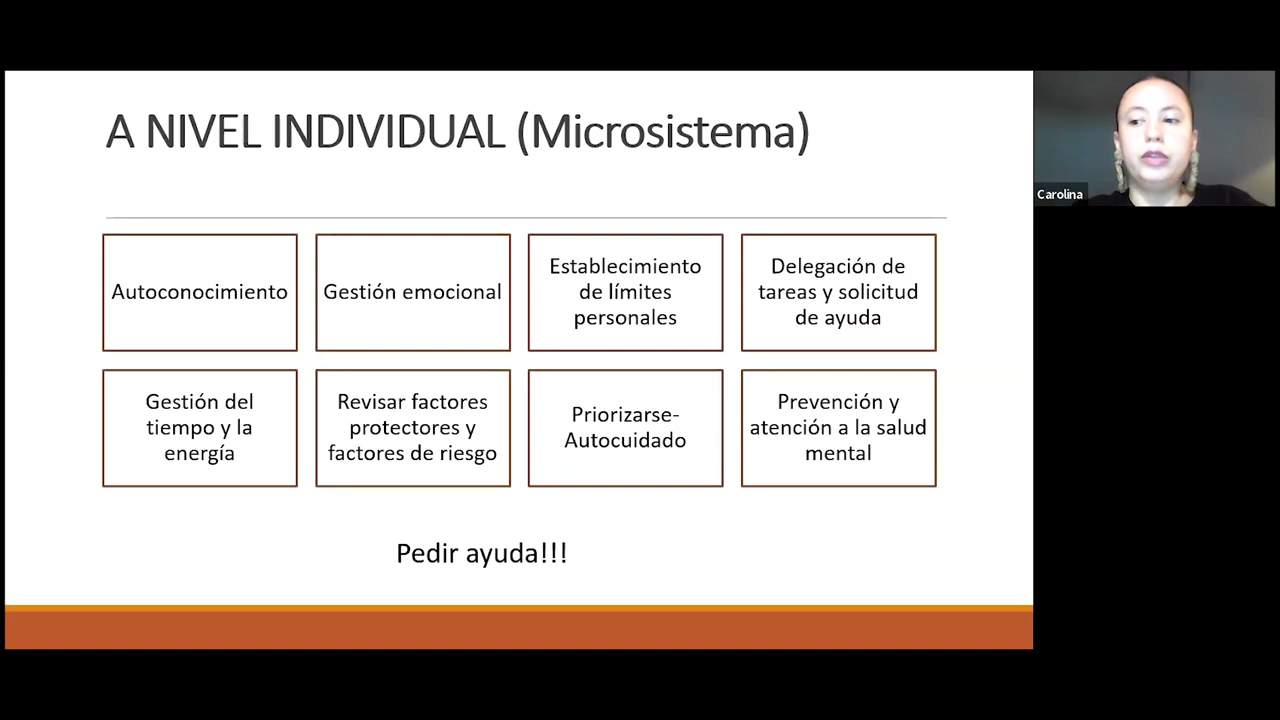 A NIVEL INDIVIDUAL (Microsistema)
Carolina
Autoconocimiento
Gestión emocional
Establecimiento
de límites
personales
Delegación de
tareas y solicitud
de ayuda
Gestión del
tiempo y la
energía
Revisar factores
protectores y
factores de riesgo
Priorizarse-
Autocuidado
Prevención y
atención a la salud
mental
Pedir ayuda!!!